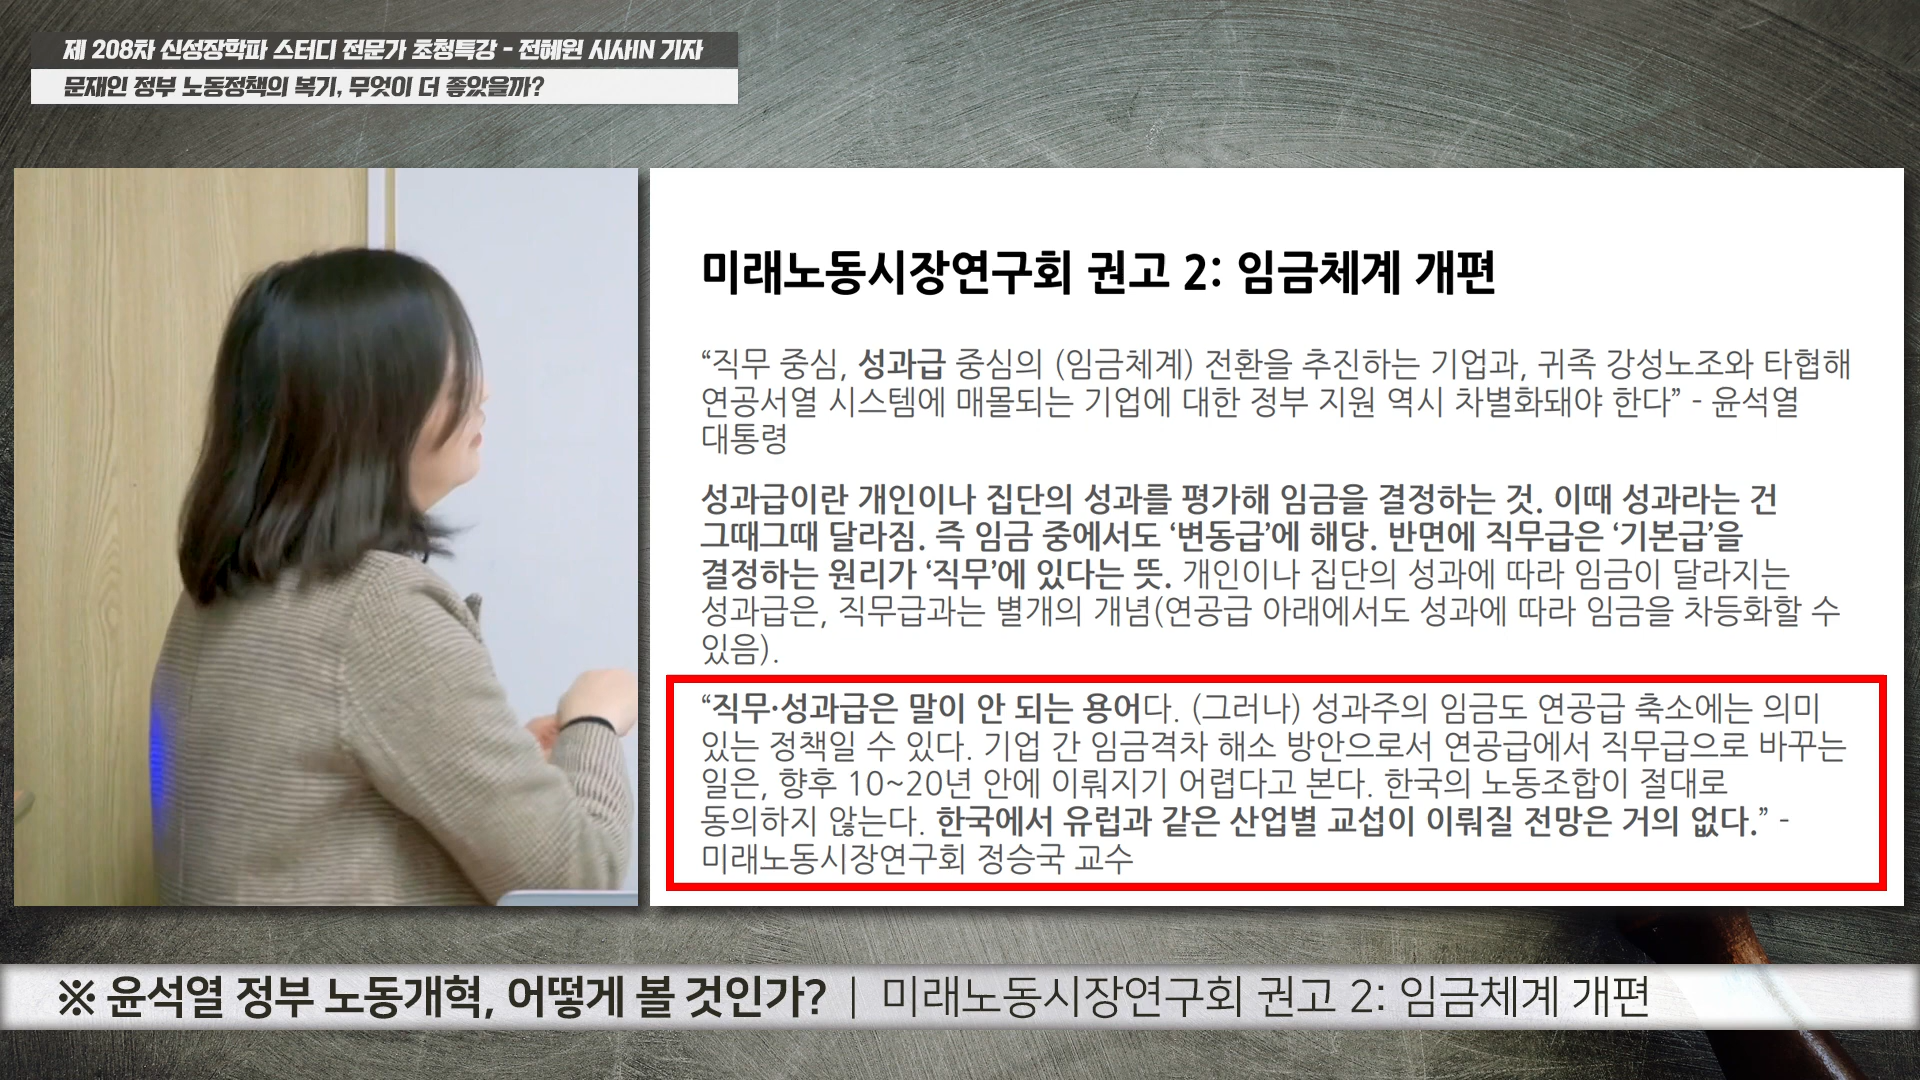 제 208차 신성장학파 스터디 전문가 초청특강 - 전혜원 시사IN 기자
문재인 정부 노동정책의 복기, 무엇이 더 좋았을까?
미래노동시장연구회 권고 2: 임금체계 개편
“직무 중심, 성과급 중심의 (임금체계) 전환을 추진하는 기업과, 귀족 강성노조와 타협해
연공서열 시스템에 매몰되는 기업에 대한 정부 지원 역시 차별화돼야 한다” - 윤석열
대통령
성과급이란 개인이나 집단의 성과를 평가해 임금을 결정하는 것. 이때 성과라는 건
그때그때 달라짐. 즉 임금 중에서도 ‘변동급’에 해당. 반면에 직무급은 ‘기본급’을
결정하는 원리가 ‘직무’에 있다는 뜻. 개인이나 집단의 성과에 따라 임금이 달라지는
성과급은, 직무급과는 별개의 개념(연공급 아래에서도 성과에 따라 임금을 차등화할 수
있음).
“직무·성과급은 말이 안 되는 용어다. (그러나) 성과주의 임금도 연공급 축소에는 의미
있는 정책일 수 있다. 기업 간 임금격차 해소 방안으로서 연공급에서 직무급으로 바꾸는
일은, 향후 10~20년 안에 이뤄지기 어렵다고 본다. 한국의 노동조합이 절대로
동의하지 않는다. 한국에서 유럽과 같은 산업별 교섭이 이뤄질 전망은 거의 없다.” -
미래노동시장연구회 정승국 교수
※ 윤석열 정부 노동개혁, 어떻게 볼 것인가? | 미래노동시장연구회 권고 2: 임금체계 개편